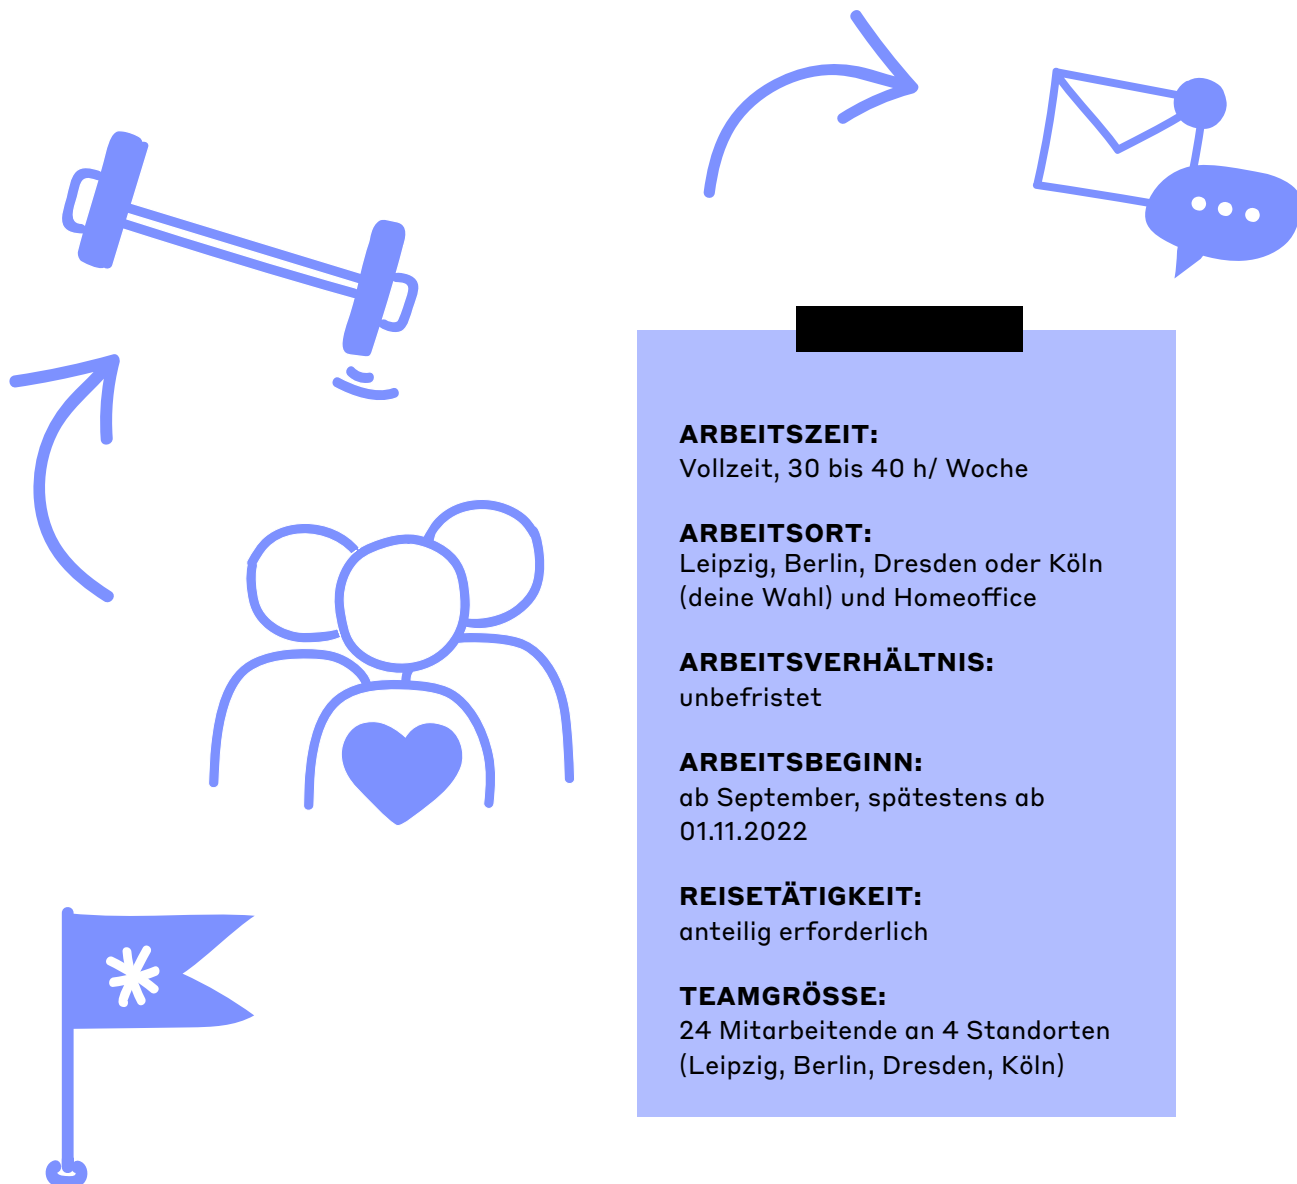 ARBEITSZEIT:
Vollzeit, 30 bis 40 h/ Woche
ARBEITSORT:
Leipzig, Berlin, Dresden oder Köln
(deine Wahl) und Homeoffice
ARBEITSVERHÄLTNIS:
unbefristet
ARBEITSBEGINN:
ab September, spätestens ab
01.11.2022
REISETÄTIGKEIT:
anteilig erforderlich
TEAMGRÖSSE:
24 Mitarbeitende an 4 Standorten
(Leipzig, Berlin, Dresden, Köln)